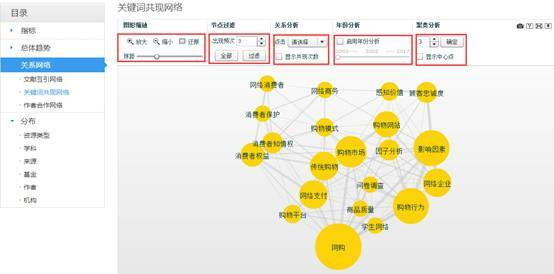 目录
指标
总体趋势
关系网络
文献互引网络
关键词共现网络
作者合作网络
分布
资源类型
学科
来源
基金
作者
机构
关键词共现网络
图形缩放
节点过滤
关系分析
年份分析
聚类分析
放大 缩小 还原
出现频次 3
点击 请选择
启用年份分析
3 确定
全部 过滤
显示共现次数
2002 2017
显示中心点
网络消费者
网络商务
感知价值
顾客忠诚度
消费者保护
购物模式
购物网站
消费者知情权
消费者权益
购物市场
因子分析
影响因素
传统购物
问卷调查
网络企业
网络支付
商品质量
购物行为
购物平台
学生网络
网购